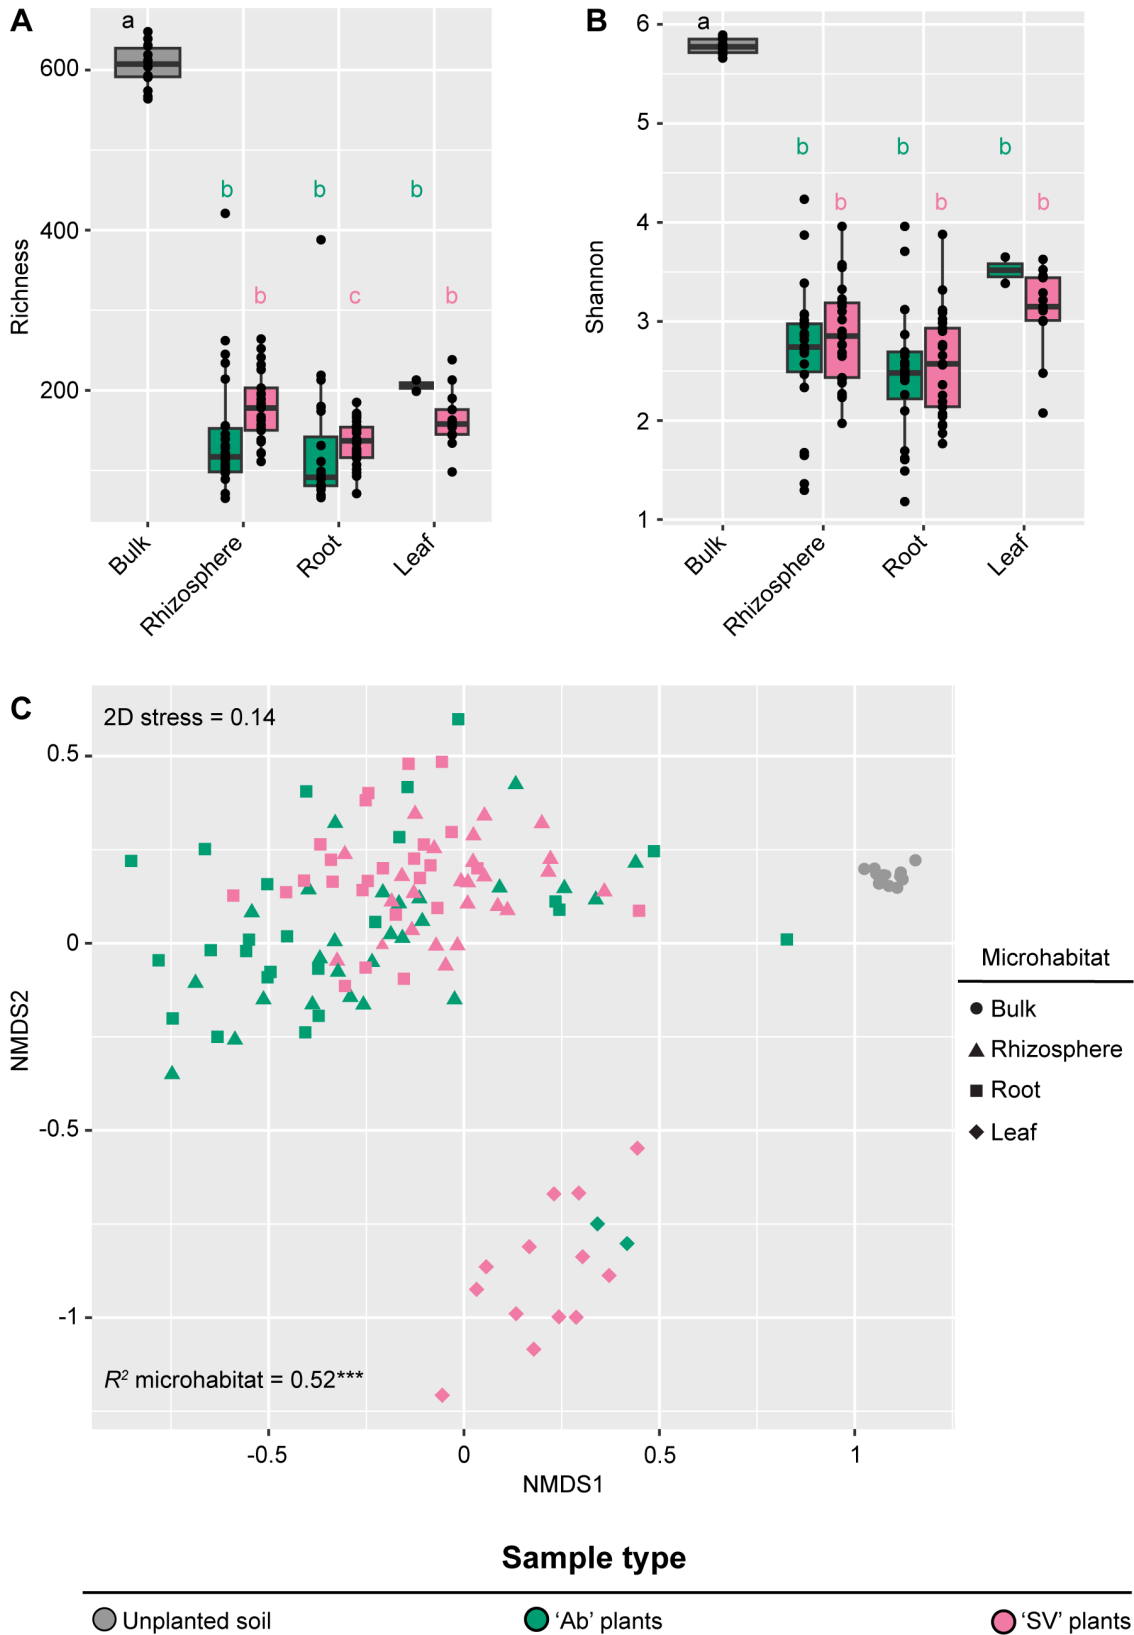 A
a
600
400
200
Richness
b
b
b
b
c
b
Bulk
Rhizosphere
Root
Leaf
B
a
6
5
4
3
2
1
Shannon
b
b
b
b
b
b
Bulk
Rhizosphere
Root
Leaf
C
2D stress = 0.14
0.5
0
-0.5
-1
NMDS2
R² microhabitat = 0.52***
-0.5
0
0.5
1
NMDS1
Microhabitat
Bulk
Rhizosphere
Root
Leaf
Sample type
Unplanted soil
‘Ab’ plants
‘SV’ plants